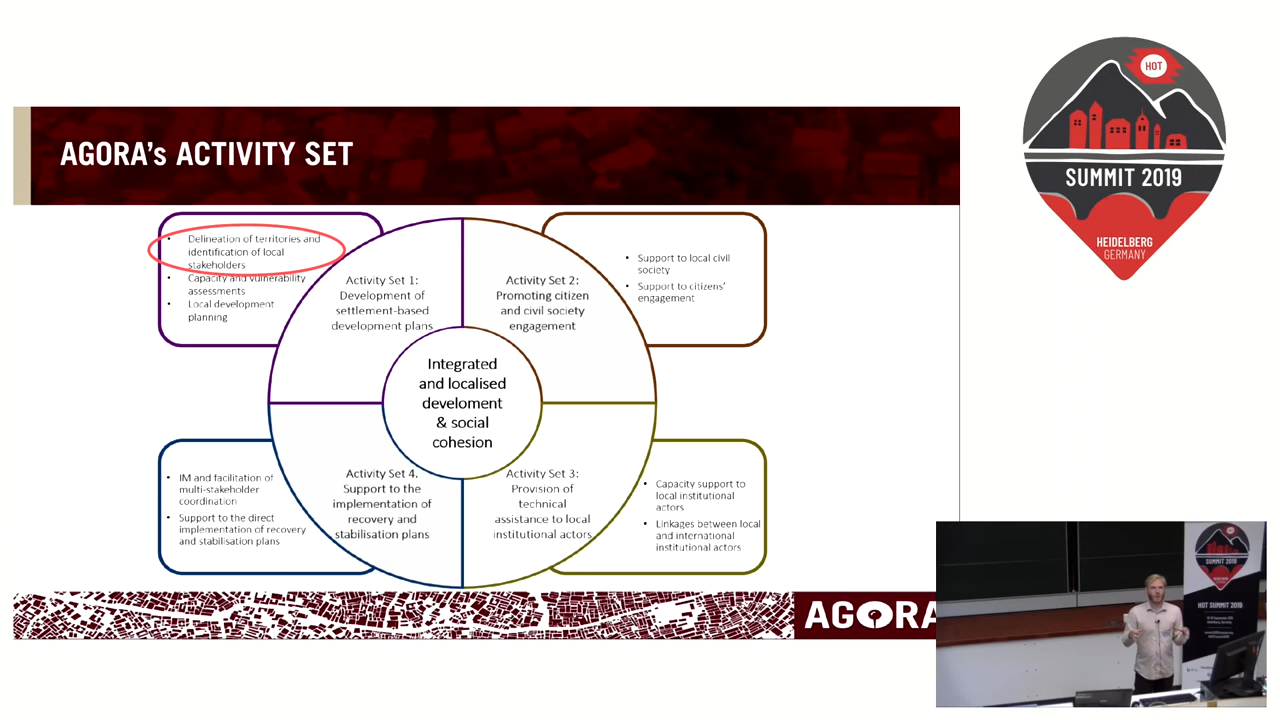 AGORA's ACTIVITY SET
• Delineation of territories and
identification of local
stakeholders
• Capacity and vulnerability
assessments
• Local development
planning
Activity Set 1:
Development of
settlement-based
development plans
Activity Set 2:
Promoting citizen
and civil society
engagement
• Support to local civil
society
• Support to citizens'
engagement
Integrated
and localised
develoment
& social
cohesion
• IM and facilitation of
multi-stakeholder
coordination
• Support to the direct
implementation of recovery
and stabilisation plans
Activity Set 4.
Support to the
implementation of
recovery and
stabilisation plans
Activity Set 3:
Provision of
technical
assistance to local
institutional actors
• Capacity support to
local institutional
actors
• Linkages between local
and international
institutional actors
AGORA
HOT
SUMMIT 2019
HEIDELBERG
GERMANY
HOT
SUMMIT 2019
HOT SUMMIT 2019